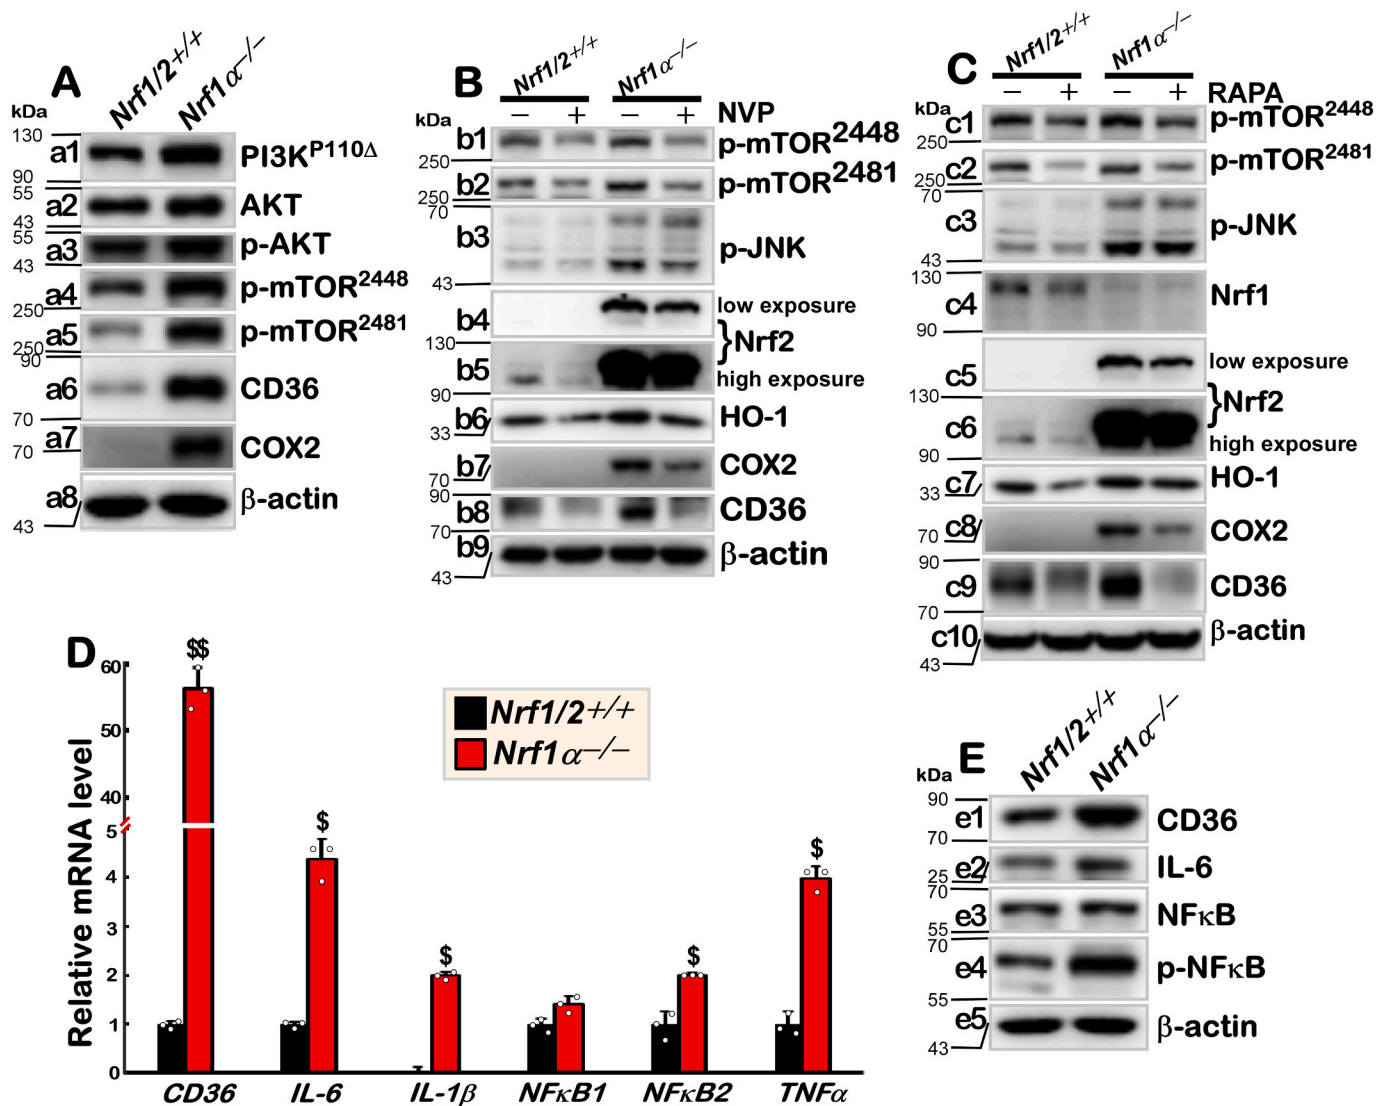 A
Nrf1/2+/+
Nrf1α−/−
kDa
130
a1
90
PI3KP110Δ
55
a2
43
AKT
55
a3
43
p-AKT
a4
250
p-mTOR2448
a5
250
p-mTOR2481
90
a6
70
CD36
a7
70
COX2
a8
43
β-actin
B
Nrf1/2+/+
Nrf1α−/−
kDa
− + − + NVP
b1
250
p-mTOR2448
b2
250
p-mTOR2481
70
b3
43
p-JNK
b4
low exposure
130
}Nrf2
b5
90
high exposure
b6
33
HO-1
b7
70
COX2
90
b8
70
CD36
b9
43
β-actin
C
Nrf1/2+/+
Nrf1α−/−
kDa
− + − + RAPA
c1
250
p-mTOR2448
c2
250
p-mTOR2481
70
c3
43
p-JNK
130
c4
90
Nrf1
c5
low exposure
130
}Nrf2
c6
90
high exposure
c7
33
HO-1
c8
70
COX2
90
c9
70
CD36
c10
43
β-actin
D
Relative mRNA level
60
50
40
5
4
3
2
1
0
$$
$
$
$
$
Nrf1/2+/+
Nrf1α−/−
CD36 IL-6 IL-1β NFκB1 NFκB2 TNFα
E
Nrf1/2+/+
Nrf1α−/−
kDa
90
e1
70
CD36
e2
25
IL-6
70
e3
55
NFκB
70
e4
55
p-NFκB
e5
43
β-actin